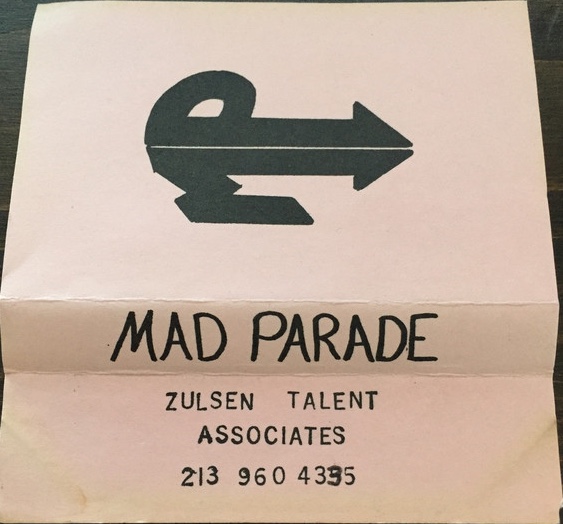 MAD PARADE
ZULSEN TALENT
ASSOCIATES
213 960 4335